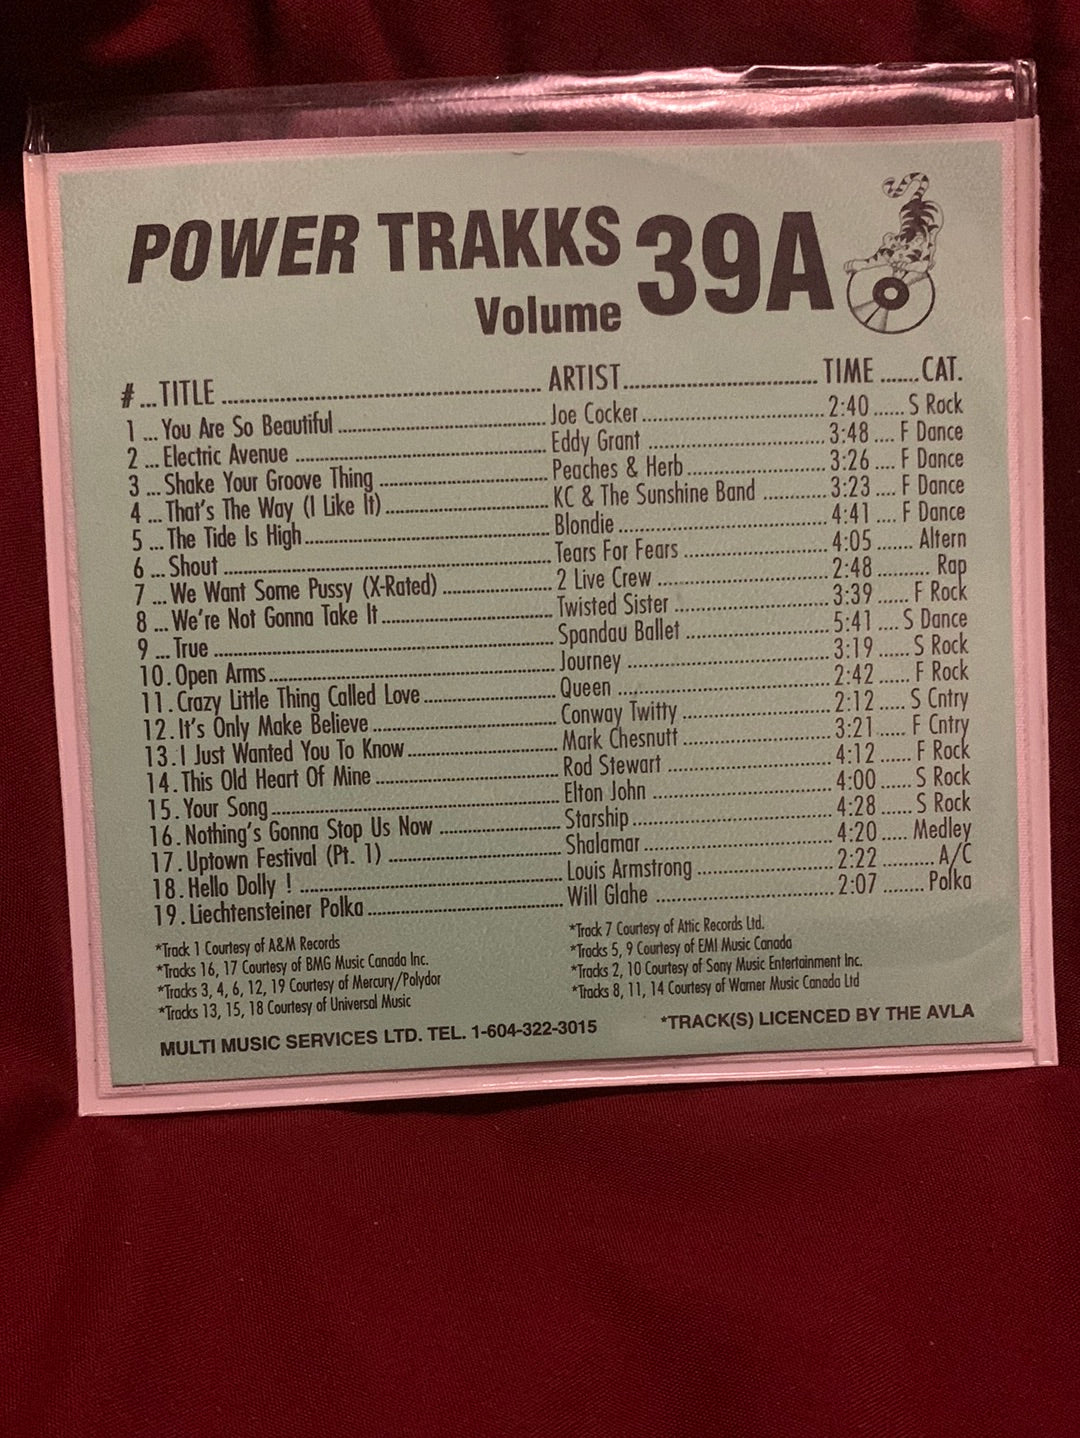 POWER TRAKKS 39A
Volume
# ... TITLE ........ ARTIST ........ TIME ....... CAT.
1 ... You Are So Beautiful ........ Joe Cocker ........ 2:40 ...... S Rock
2 ... Electric Avenue ........ Eddy Grant ........ 3:48 .... F Dance
3 ... Shake Your Groove Thing ........ Peaches & Herb ........ 3:26 .... F Dance
4 ... That's The Way (I Like It) ........ KC & The Sunshine Band ........ 3:23 .... F Dance
5 ... The Tide Is High ........ Blondie ........ 4:41 .... F Dance
6 ... Shout ........ Tears For Fears ........ 4:05 ....... Altern
7 ... We Want Some Pussy (X-Rated) ........ 2 Live Crew ........ 2:48 .......... Rap
8 ... We're Not Gonna Take It ........ Twisted Sister ........ 3:39 ...... F Rock
9 ... True ........ Spandau Ballet ........ 5:41 .... S Dance
10 . Open Arms ........ Journey ........ 3:19 ...... S Rock
11 . Crazy Little Thing Called Love ........ Queen ........ 2:42 ...... F Rock
12 . It's Only Make Believe ........ Conway Twitty ........ 2:12 ..... S Cntry
13 . I Just Wanted You To Know ........ Mark Chesnutt ........ 3:21 ..... F Cntry
14 . This Old Heart Of Mine ........ Rod Stewart ........ 4:12 ...... F Rock
15 . Your Song ........ Elton John ........ 4:00 ...... S Rock
16 . Nothing's Gonna Stop Us Now ........ Starship ........ 4:28 ...... S Rock
17 . Uptown Festival (Pt. 1) ........ Shalamar ........ 4:20 ..... Medley
18 . Hello Dolly ! ........ Louis Armstrong ........ 2:22 .......... A/C
19 . Liechtensteiner Polka ........ Will Glahe ........ 2:07 ........ Polka
*Track 1 Courtesy of A&M Records
*Tracks 16, 17 Courtesy of BMG Music Canada Inc.
*Tracks 3, 4, 6, 12, 19 Courtesy of Mercury/Polydor
*Tracks 13, 15, 18 Courtesy of Universal Music
*Track 7 Courtesy of Attic Records Ltd.
*Tracks 5, 9 Courtesy of EMI Music Canada
*Tracks 2, 10 Courtesy of Sony Music Entertainment Inc.
*Tracks 8, 11, 14 Courtesy of Warner Music Canada Ltd
MULTI MUSIC SERVICES LTD. TEL. 1-604-322-3015
*TRACK(S) LICENCED BY THE AVLA